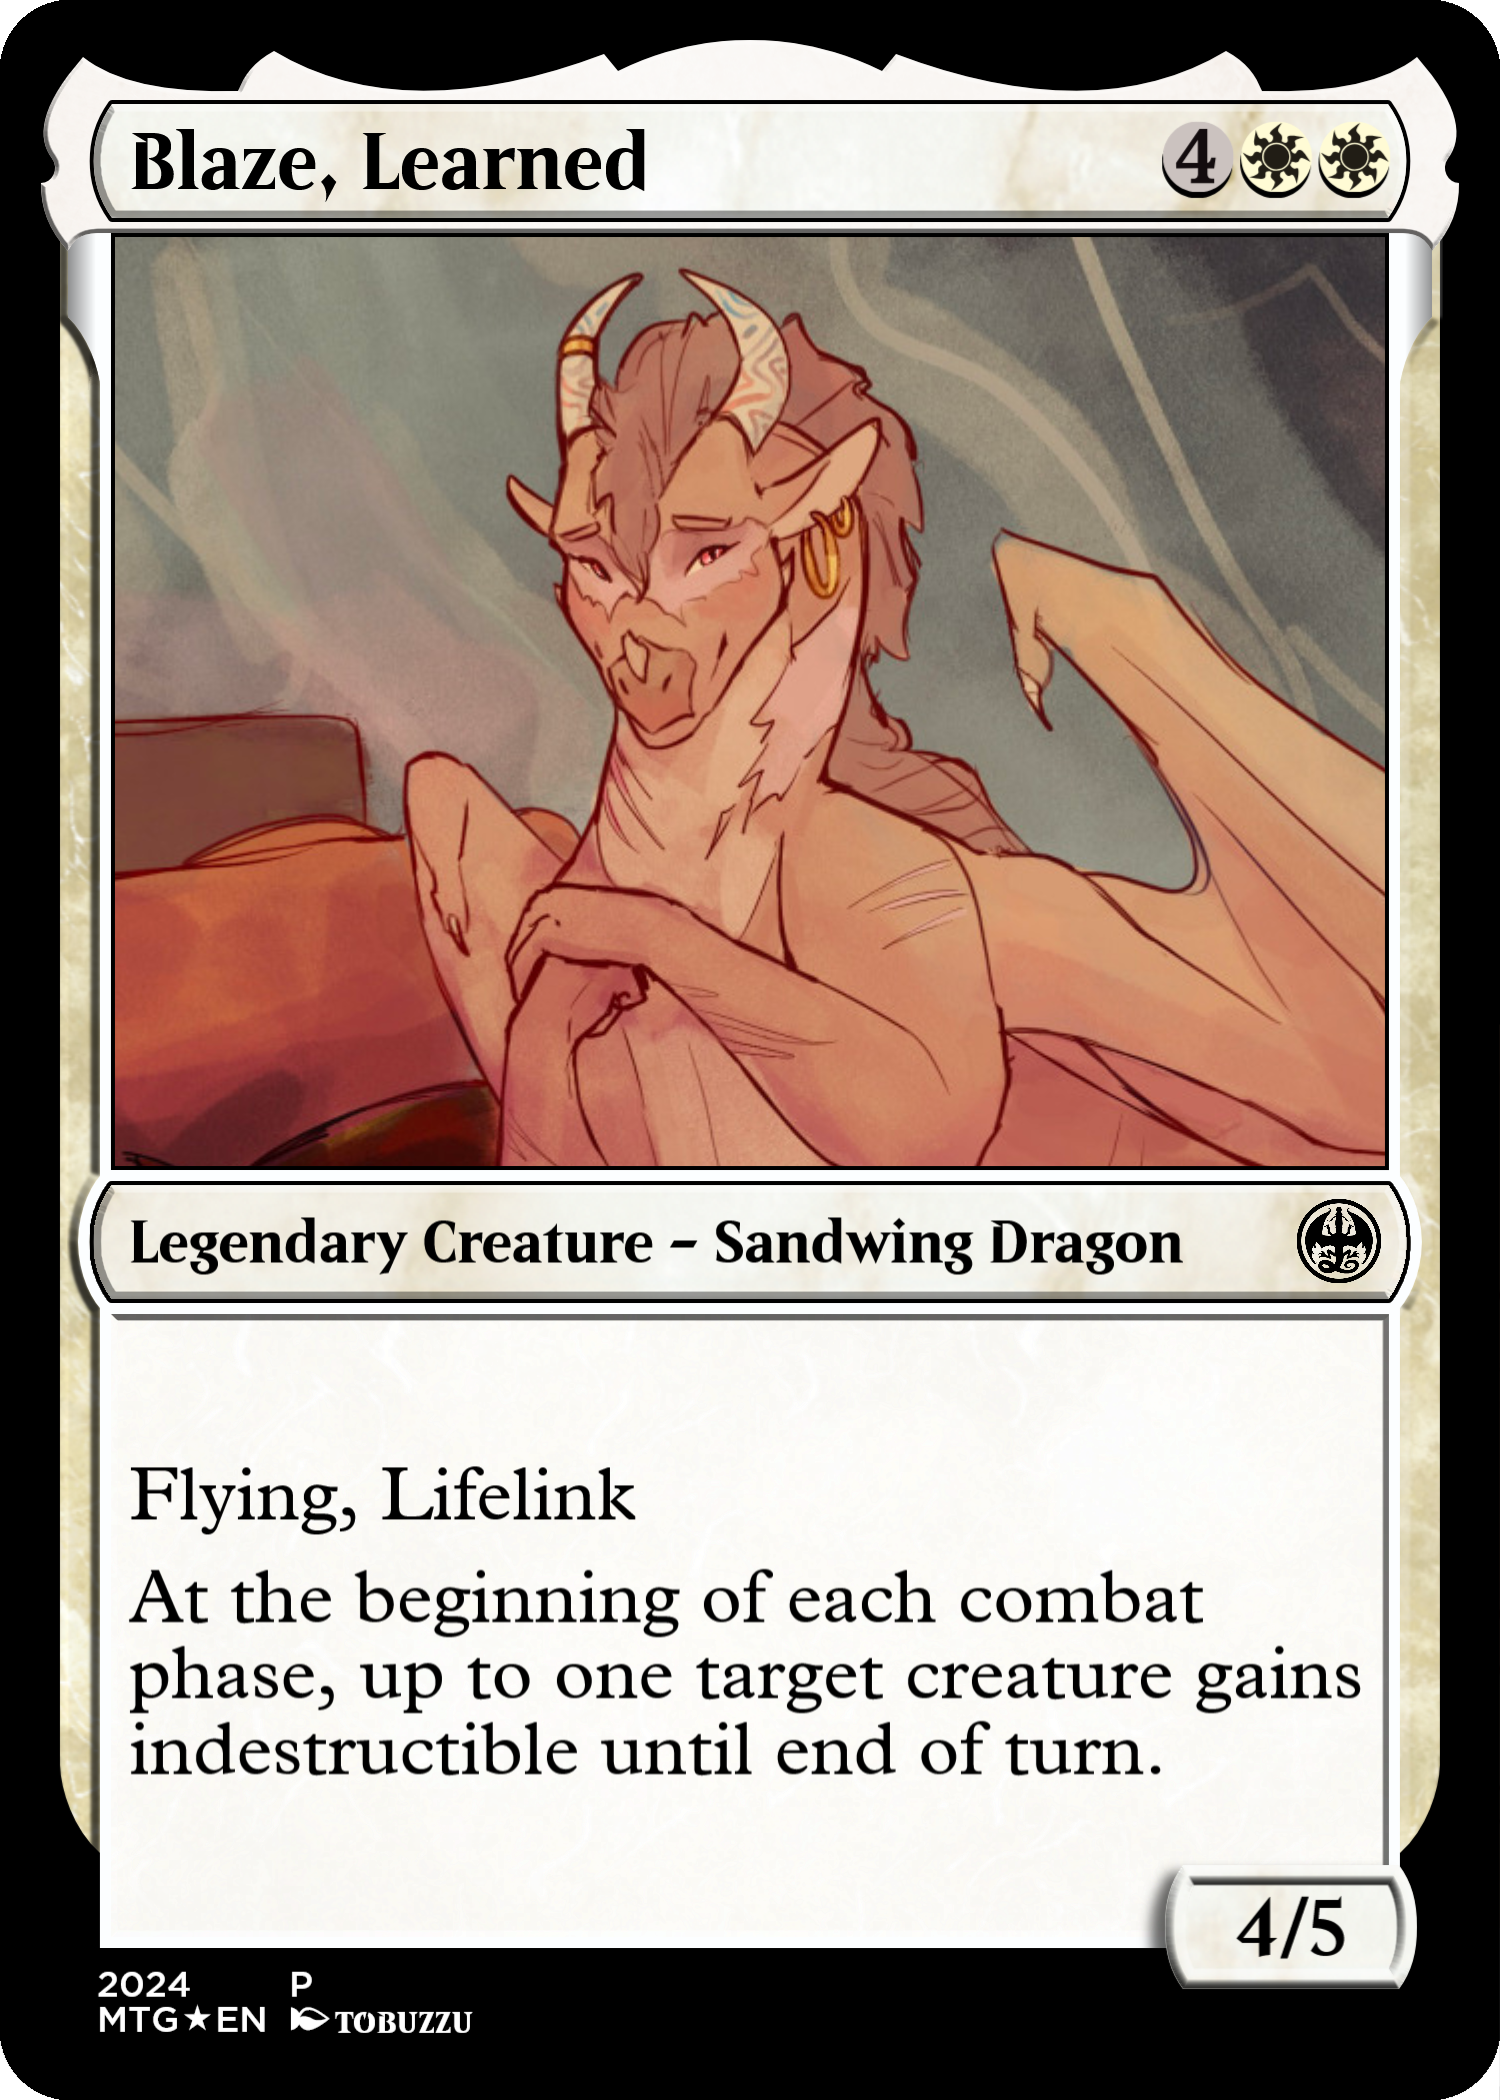 Blaze, Learned 4
Legendary Creature – Sandwing Dragon
Flying, Lifelink
At the beginning of each combat
phase, up to one target creature gains
indestructible until end of turn.
4/5
2024 P
MTG★EN TOBUZZU